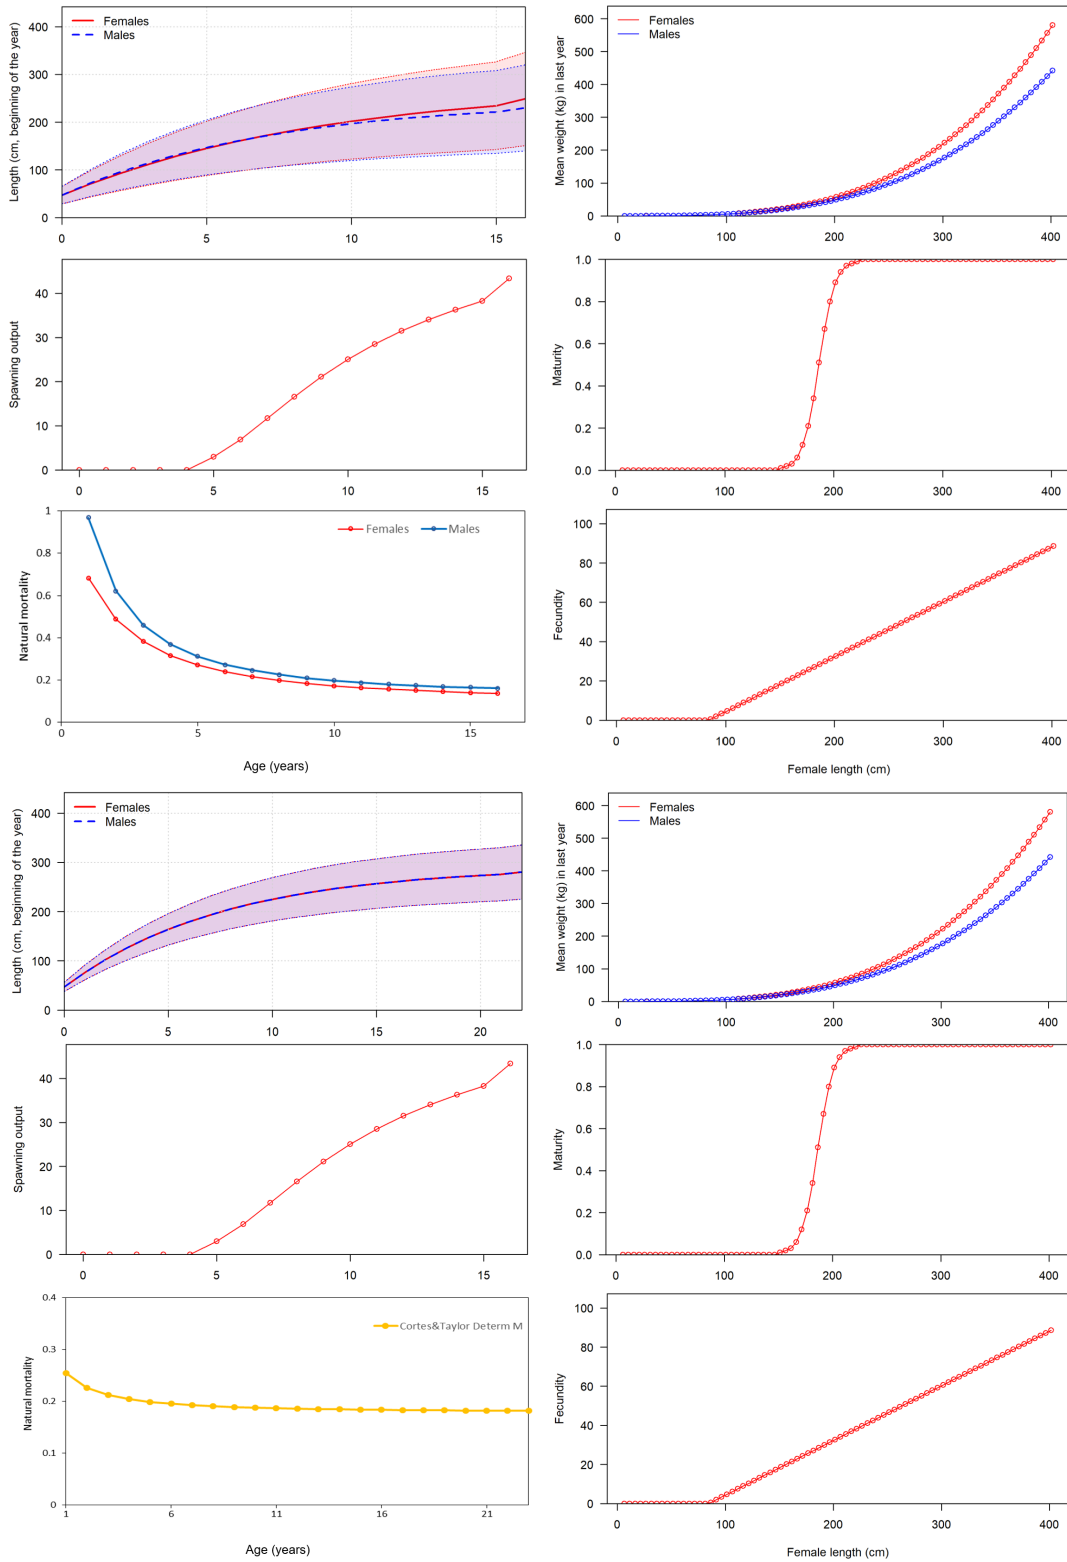 Length (cm, beginning of the year)
400
300
200
100
0
Females
Males
0 5 10 15
Mean weight (kg) in last year
600
500
400
300
200
100
0
Females
Males
0 100 200 300 400
Spawning output
40
30
20
10
0
0 5 10 15
Maturity
1.0
0.8
0.6
0.4
0.2
0.0
0 100 200 300 400
Natural mortality
1
0.8
0.6
0.4
0.2
0
Females Males
0 5 10 15
Age (years)
Fecundity
100
80
60
40
20
0
0 100 200 300 400
Female length (cm)
Length (cm, beginning of the year)
400
300
200
100
0
Females
Males
0 5 10 15 20
Mean weight (kg) in last year
600
500
400
300
200
100
0
Females
Males
0 100 200 300 400
Spawning output
40
30
20
10
0
0 5 10 15
Maturity
1.0
0.8
0.6
0.4
0.2
0.0
0 100 200 300 400
Natural mortality
0.4
0.3
0.2
0.1
0
Cortes&Taylor Determ M
1 6 11 16 21
Age (years)
Fecundity
100
80
60
40
20
0
0 100 200 300 400
Female length (cm)